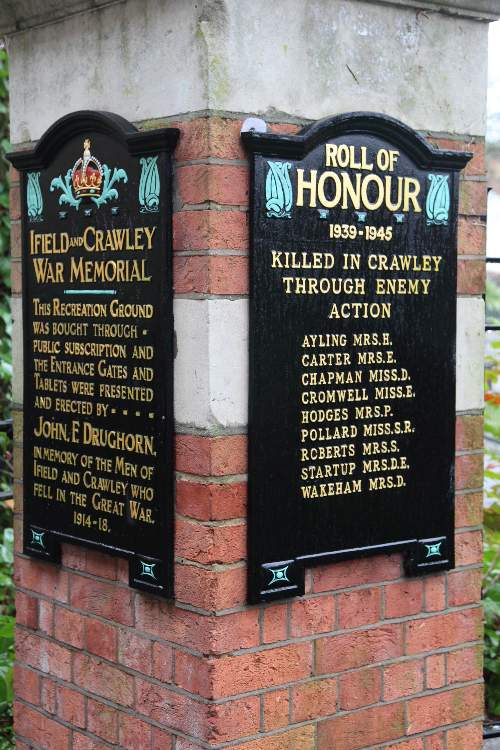 IFIELD AND CRAWLEY
WAR MEMORIAL
THIS RECREATION GROUND
WAS BOUGHT THROUGH -
PUBLIC SUBSCRIPTION AND
THE ENTRANCE GATES AND
TABLETS WERE PRESENTED
AND ERECTED BY - - - -
JOHN. F. DRUGHORN.
IN MEMORY OF THE MEN OF
IFIELD AND CRAWLEY WHO
FELL IN THE GREAT WAR.
1914-18.
ROLL OF
HONOUR
1939-1945
KILLED IN CRAWLEY
THROUGH ENEMY
ACTION
AYLING MRS.H.
CARTER MRS.E.
CHAPMAN MISS.D.
CROMWELL MISS.E.
HODGES MRS.P.
POLLARD MISS.S.R.
ROBERTS MRS.S.
STARTUP MRS.D.E.
WAKEHAM MRS.D.